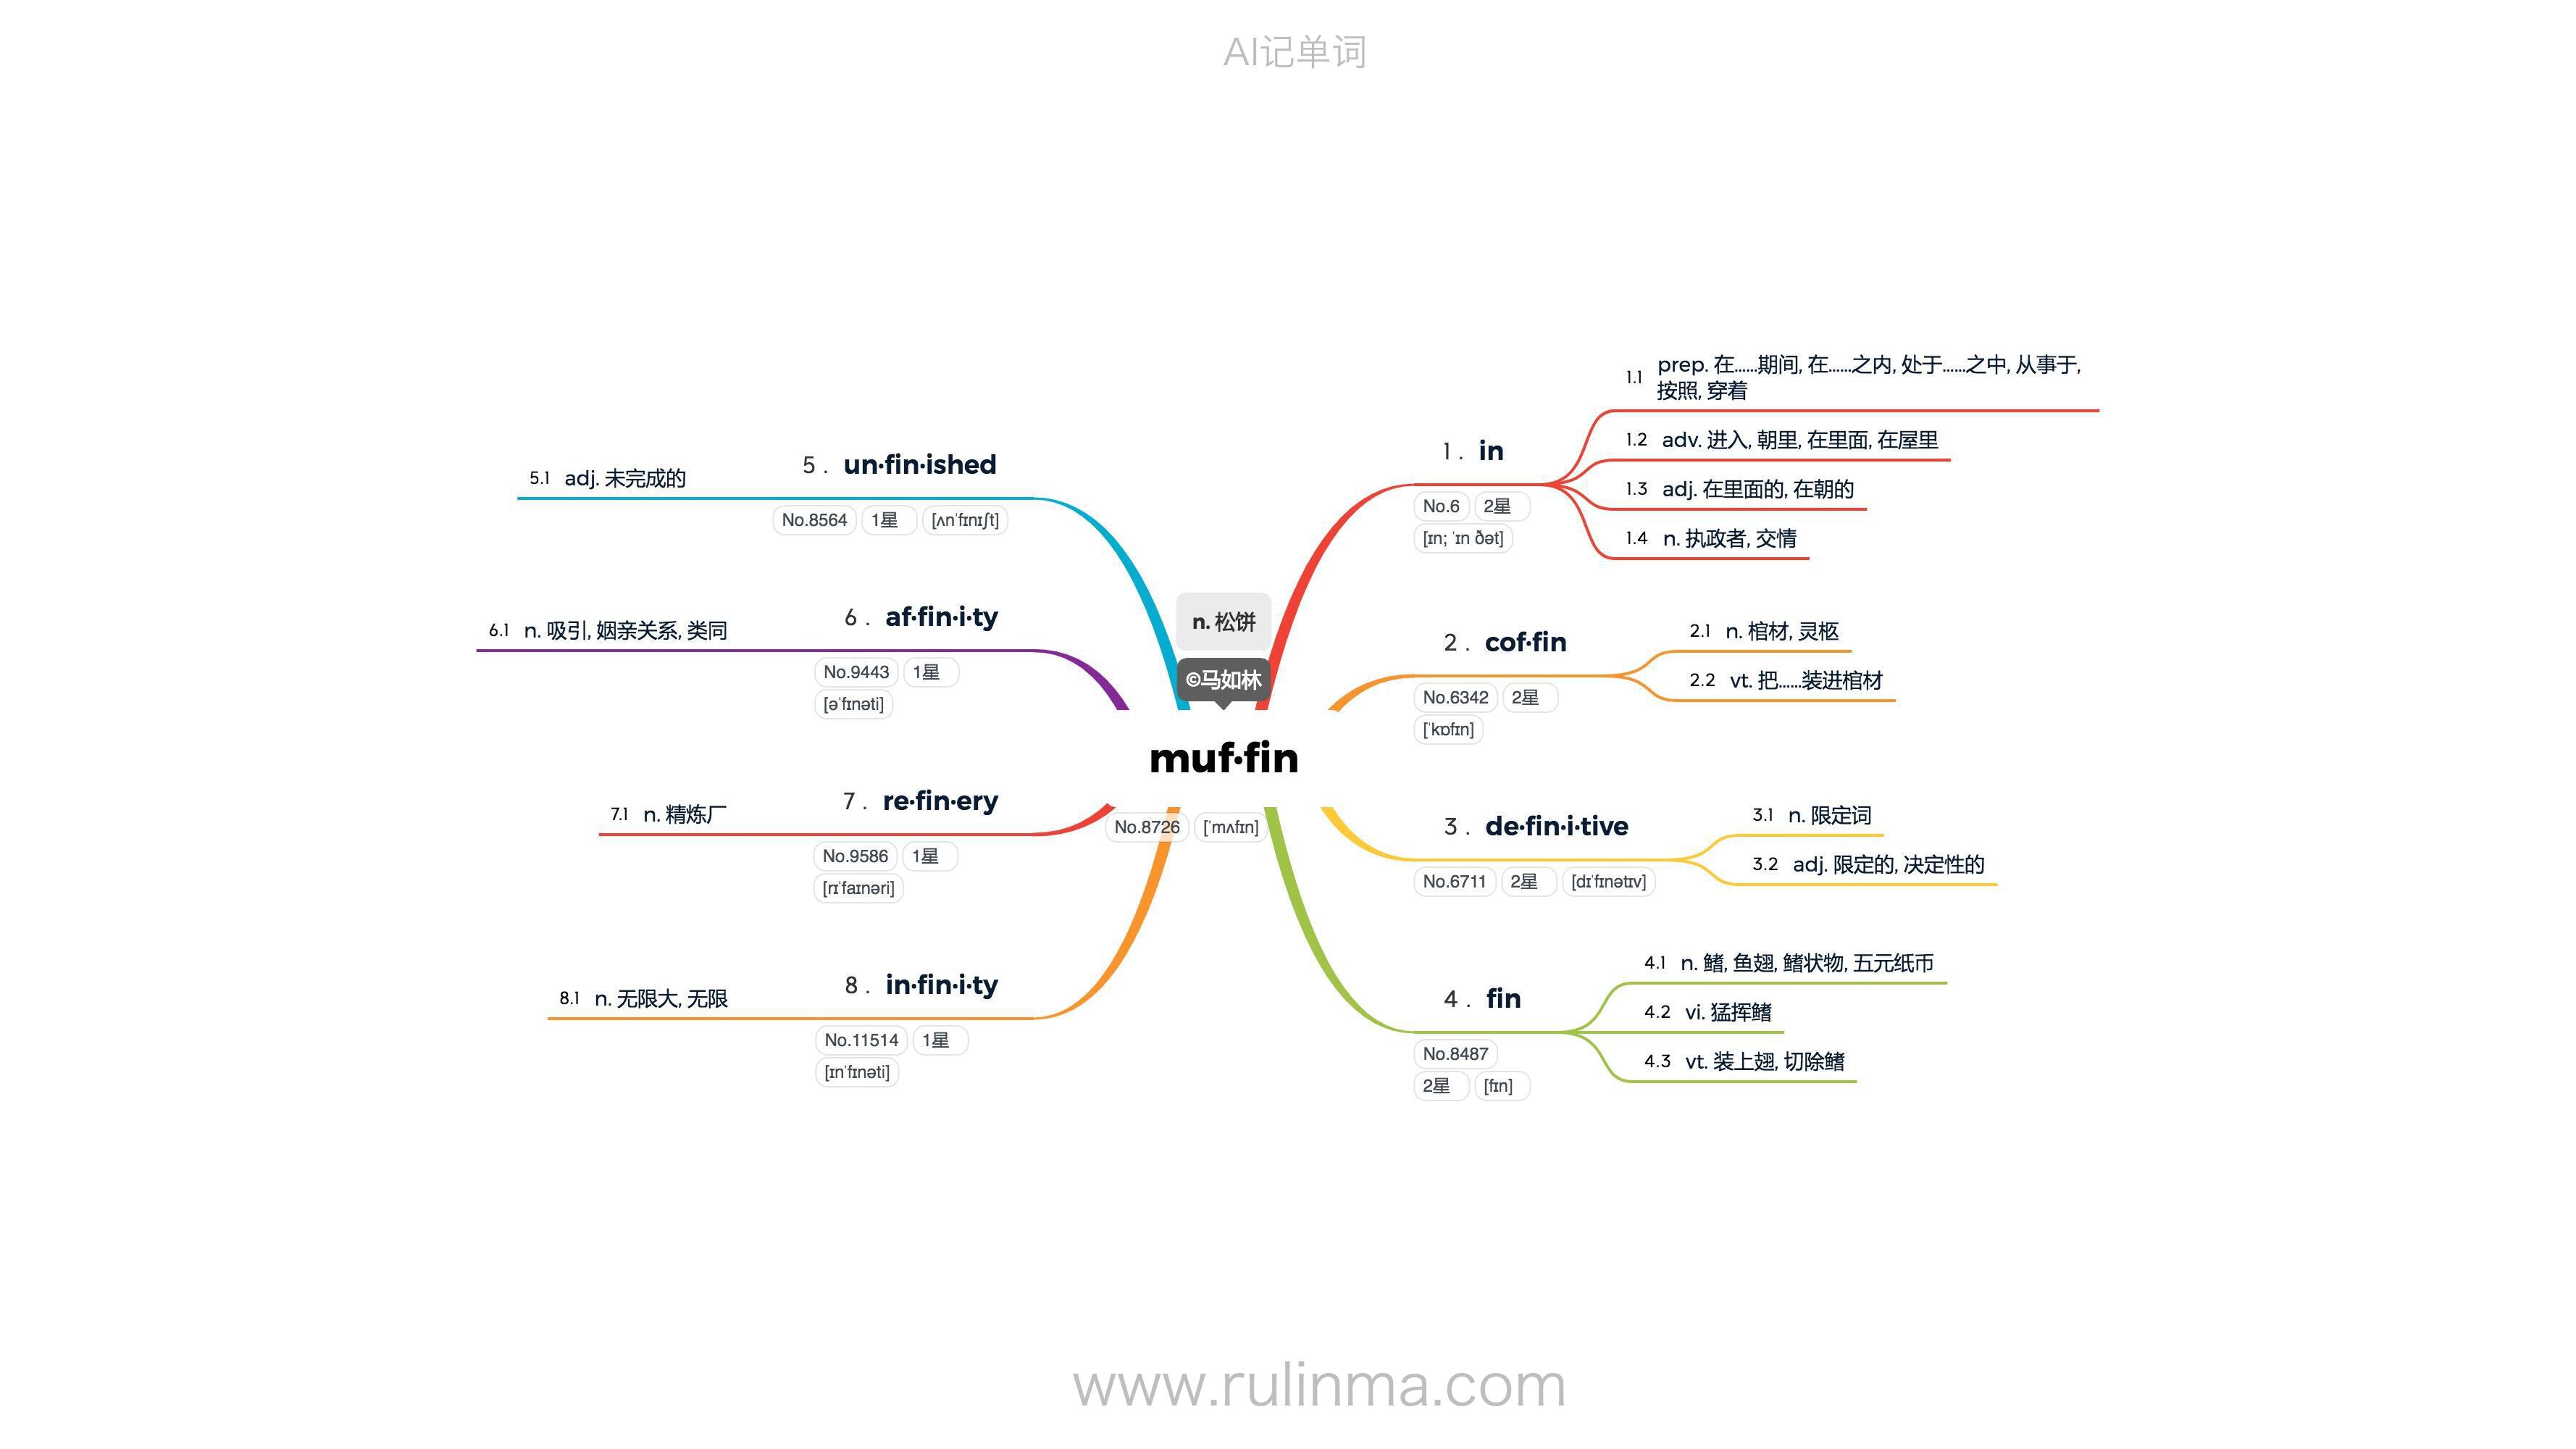 AI记单词
n. 松饼
©马如林
muf·fin
No.8726 [ˈmʌfɪn]
1 . in
No.6 2星
[ɪn; ˈɪn ðət]
1.1 prep. 在......期间, 在......之内, 处于......之中, 从事于,
按照, 穿着
1.2 adv. 进入, 朝里, 在里面, 在屋里
1.3 adj. 在里面的, 在朝的
1.4 n. 执政者, 交情
2 . cof·fin
No.6342 2星
[ˈkɒfɪn]
2.1 n. 棺材, 灵柩
2.2 vt. 把......装进棺材
3 . de·fin·i·tive
No.6711 2星 [dɪˈfɪnətɪv]
3.1 n. 限定词
3.2 adj. 限定的, 决定性的
4 . fin
No.8487
2星 [fɪn]
4.1 n. 鳍, 鱼翅, 鳍状物, 五元纸币
4.2 vi. 猛挥鳍
4.3 vt. 装上翅, 切除鳍
5 . un·fin·ished
No.8564 1星 [ʌnˈfɪnɪʃt]
5.1 adj. 未完成的
6 . af·fin·i·ty
No.9443 1星
[əˈfɪnəti]
6.1 n. 吸引, 姻亲关系, 类同
7 . re·fin·ery
No.9586 1星
[rɪˈfaɪnəri]
7.1 n. 精炼厂
8 . in·fin·i·ty
No.11514 1星
[ɪnˈfɪnəti]
8.1 n. 无限大, 无限
www.rulinma.com